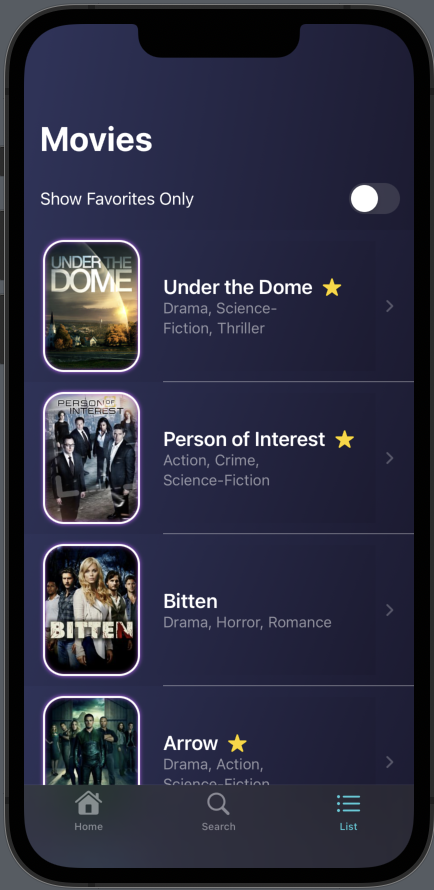 Movies
Show Favorites Only
UNDER THE
DOME
Under the Dome
Drama, Science-
Fiction, Thriller
PERSON OF
INTEREST
Person of Interest
Action, Crime,
Science-Fiction
BITTEN
Bitten
Drama, Horror, Romance
Arrow
Drama, Action,
Science-Fiction
Home
Search
List